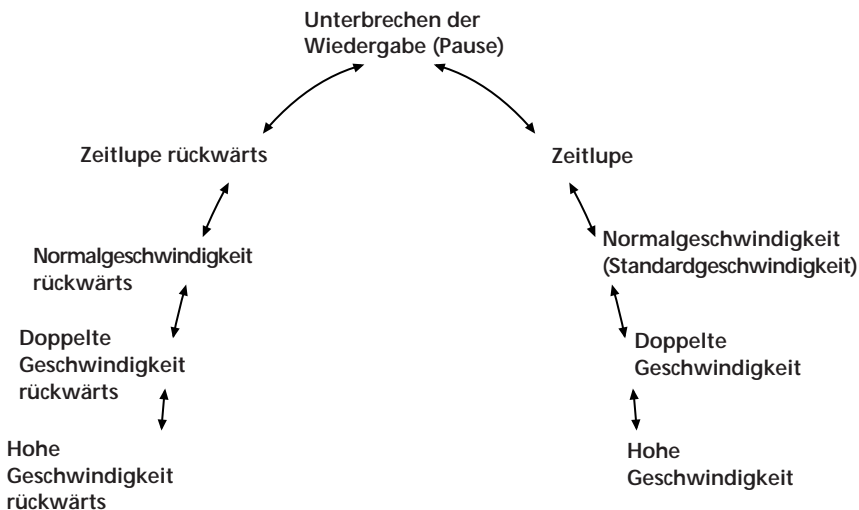 Unterbrechen der
Wiedergabe (Pause)
Zeitlupe rückwärts
Zeitlupe
Normalgeschwindigkeit
rückwärts
Normalgeschwindigkeit
(Standardgeschwindigkeit)
Doppelte
Geschwindigkeit
rückwärts
Doppelte
Geschwindigkeit
Hohe
Geschwindigkeit
rückwärts
Hohe
Geschwindigkeit